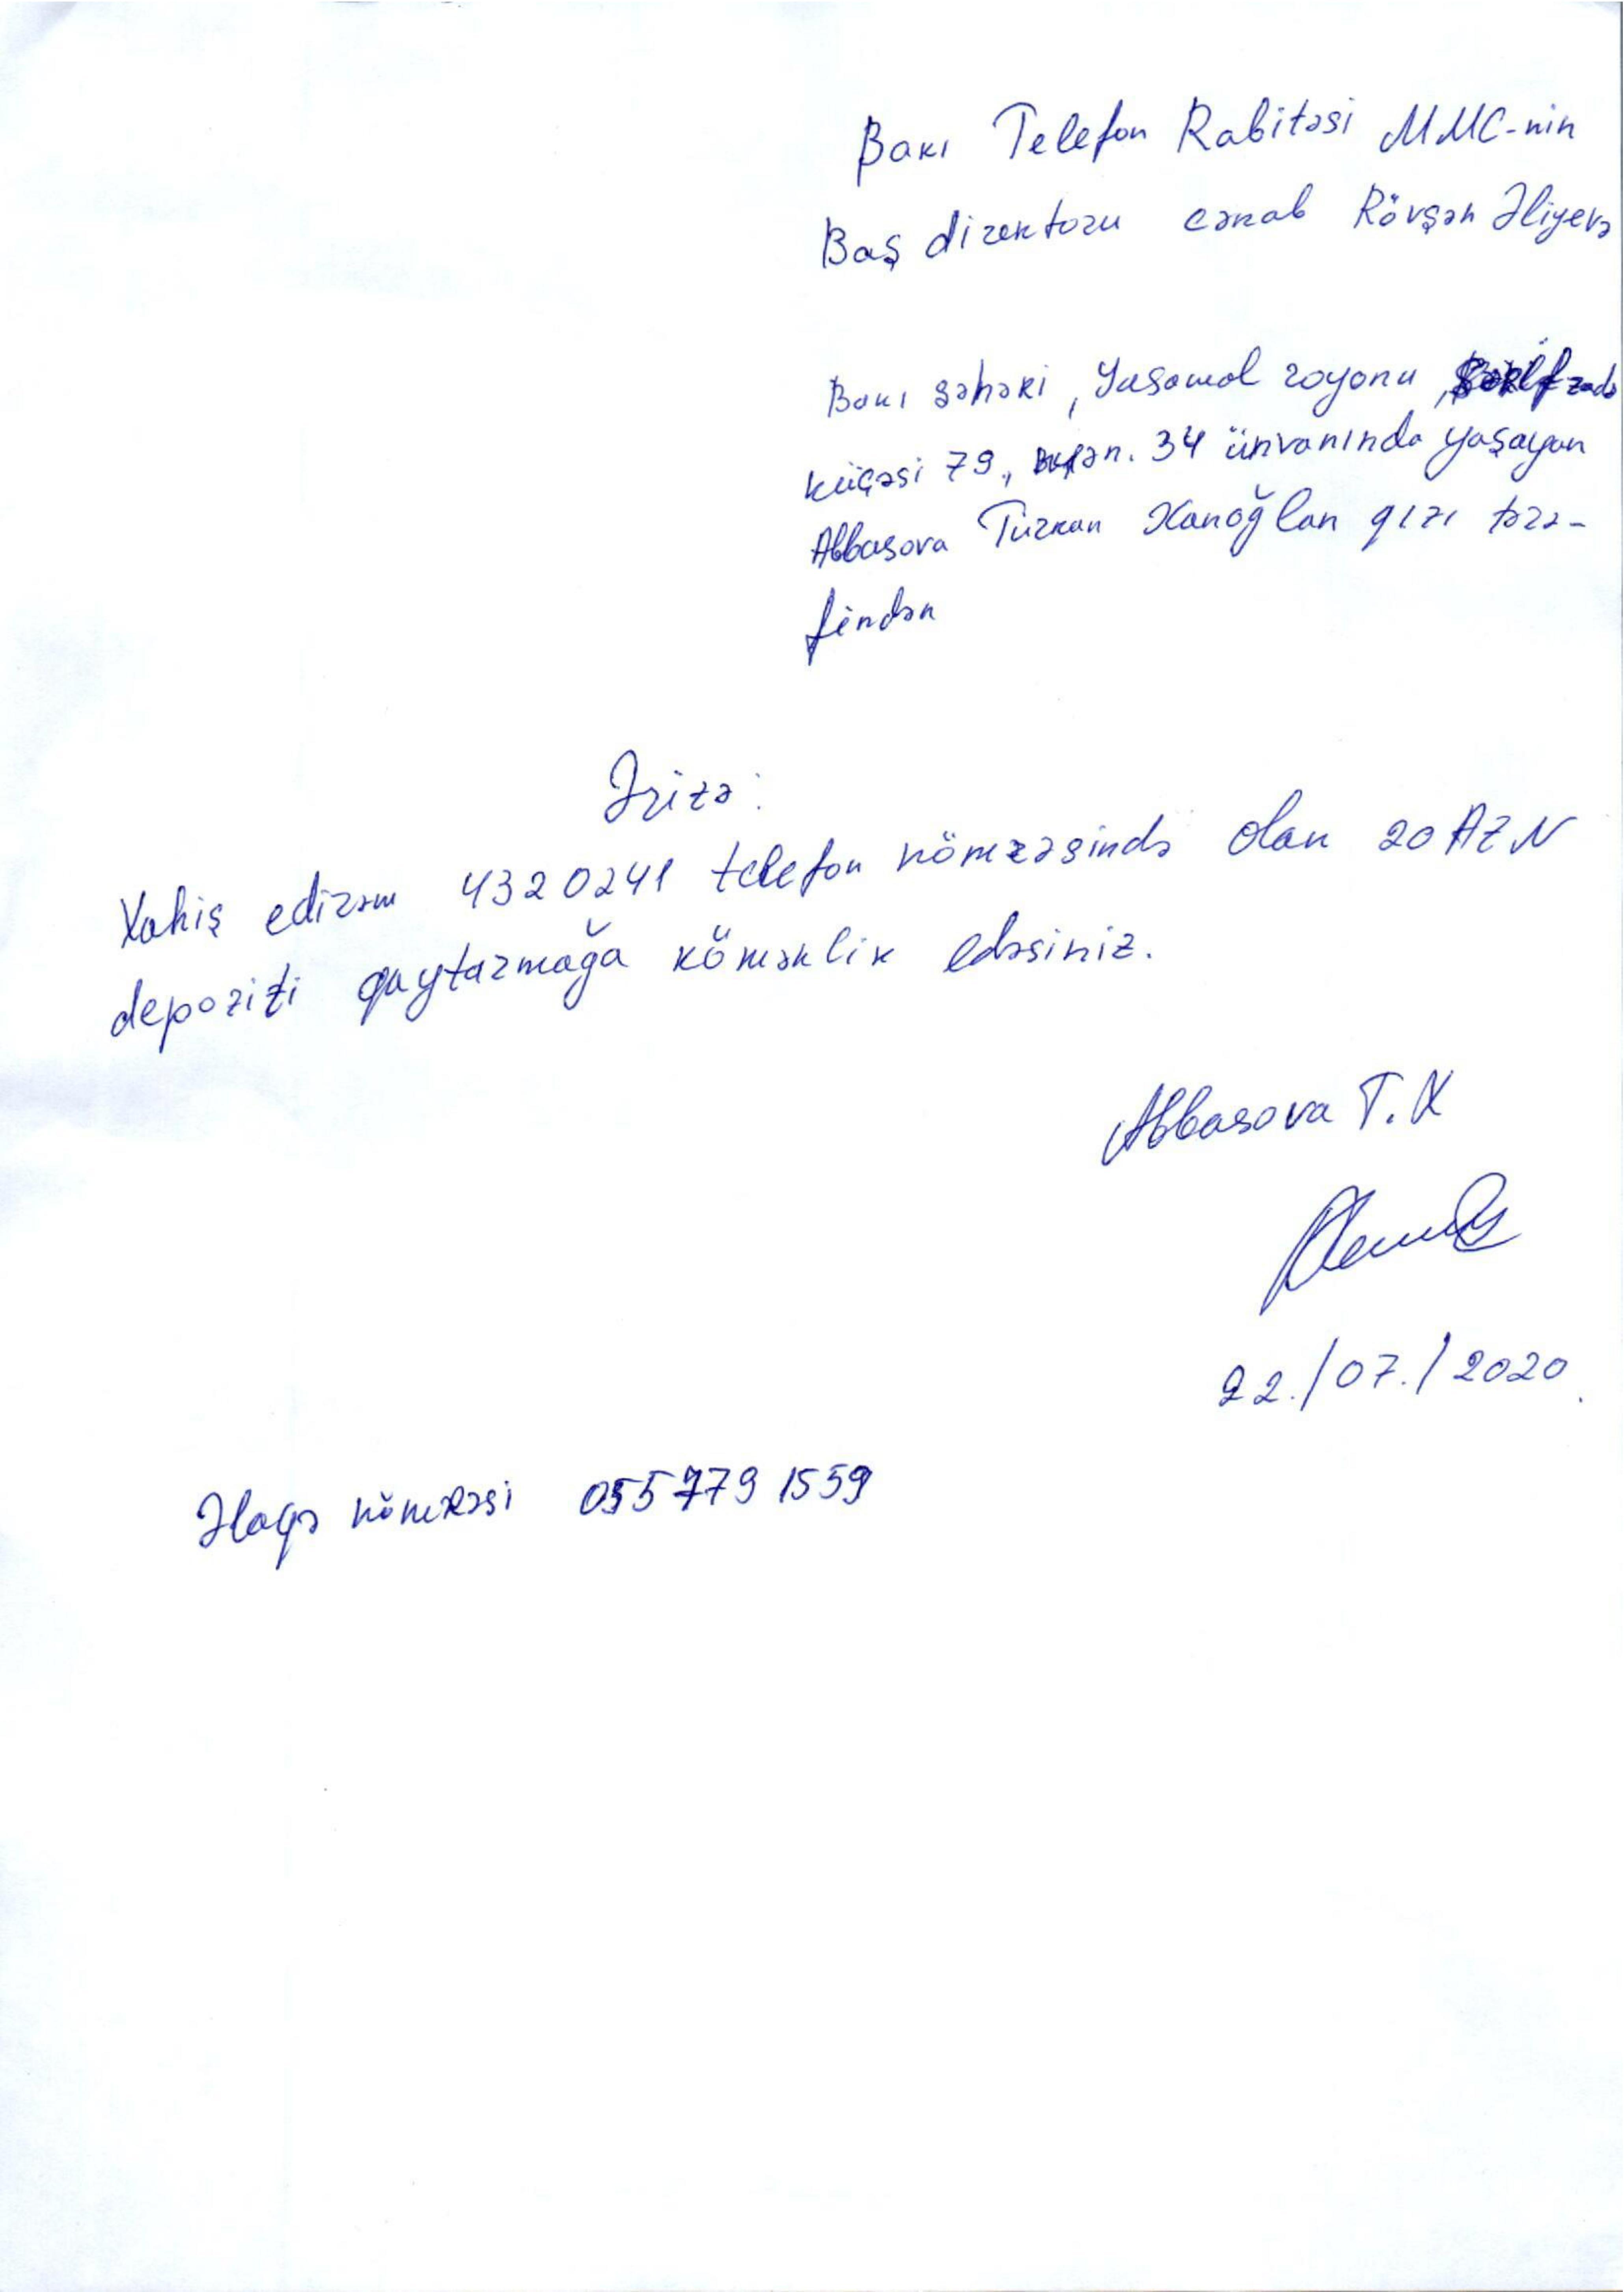 Bakı Telefon Rabitəsi MMC-nin
Baş direktoru cənab Rövşən Əliyevə
Bakı şəhəri, Yasamal rayonu,
küçəsi 79, mən. 34 ünvanında yaşayan
Abbasova Türkan Xanoğlan qızı tərə-
findən
Ərizə:
Xahiş edirəm 4320241 telefon nömrəsində olan 20 AZN
depoziti qaytarmağa köməklik edəsiniz.
Abbasova T. X
22./07./2020.
Əlaqə nömrəsi 055 779 1559